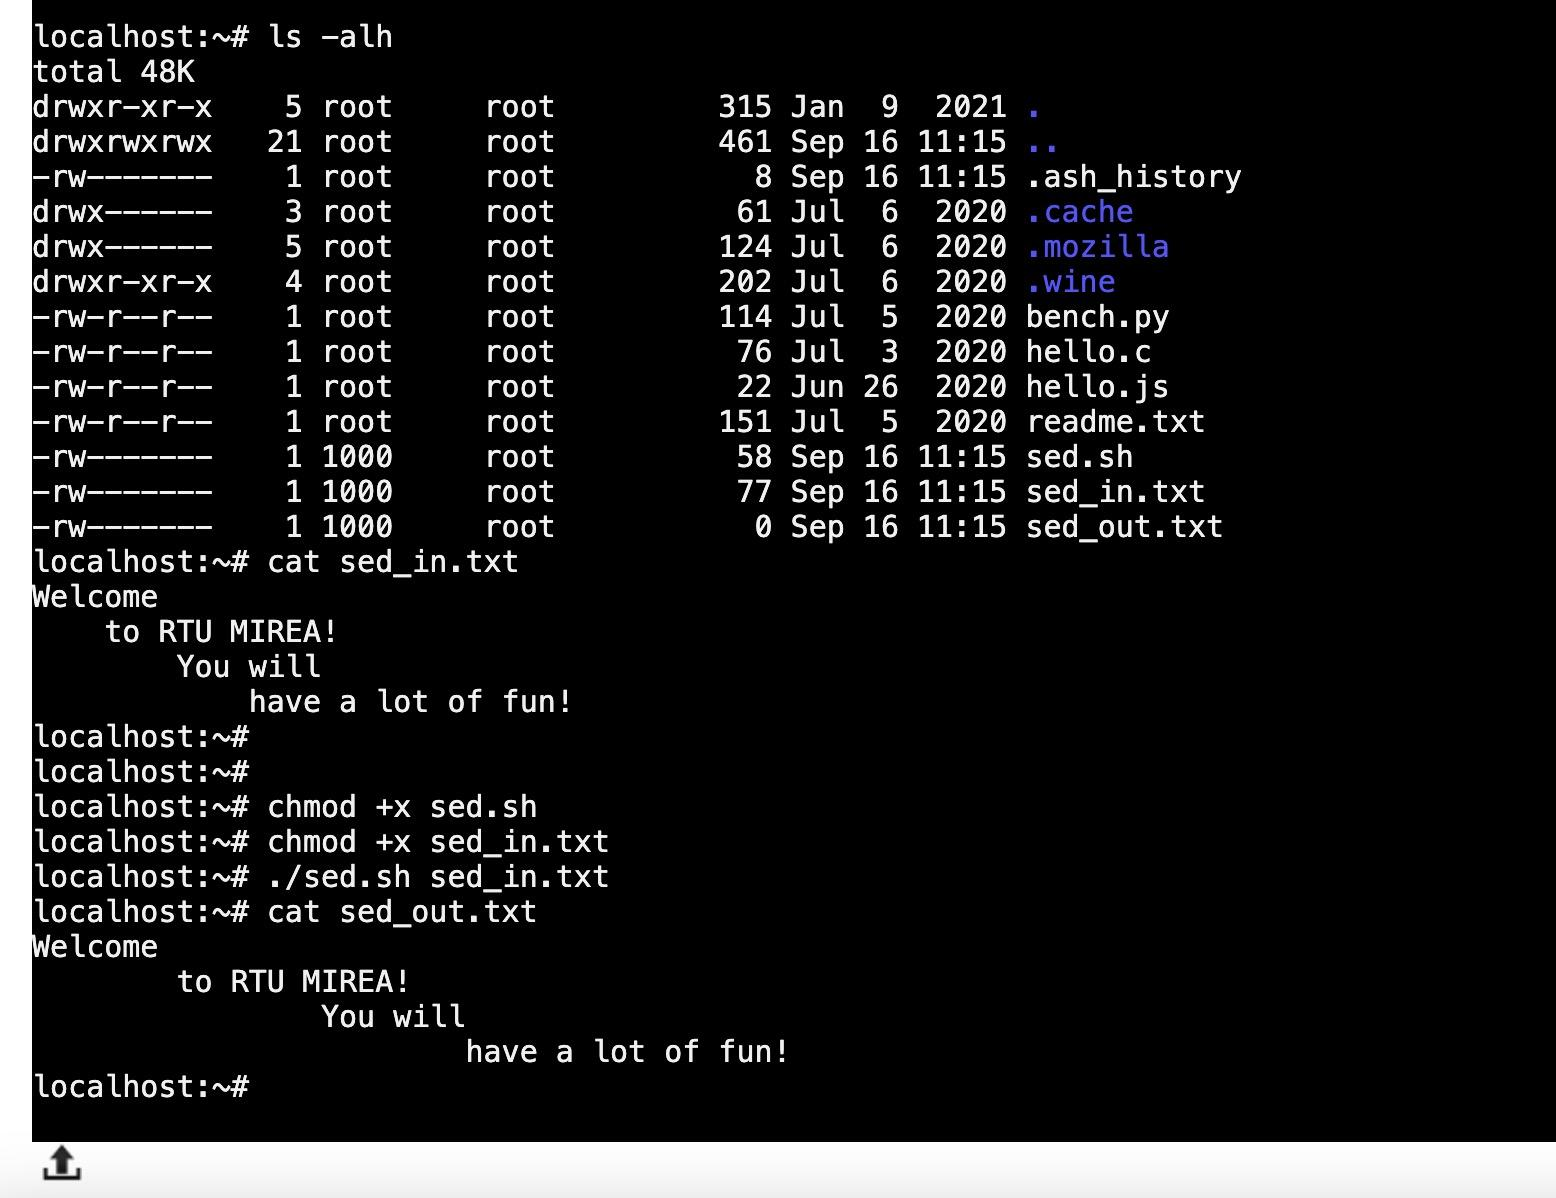 localhost:~# ls -alh
total 48K
drwxr-xr-x    5 root     root         315 Jan  9  2021 .
drwxrwxrwx   21 root     root         461 Sep 16 11:15 ..
-rw-------    1 root     root           8 Sep 16 11:15 .ash_history
drwx------    3 root     root          61 Jul  6  2020 .cache
drwx------    5 root     root         124 Jul  6  2020 .mozilla
drwxr-xr-x    4 root     root         202 Jul  6  2020 .wine
-rw-r--r--    1 root     root         114 Jul  5  2020 bench.py
-rw-r--r--    1 root     root          76 Jul  3  2020 hello.c
-rw-r--r--    1 root     root          22 Jun 26  2020 hello.js
-rw-r--r--    1 root     root         151 Jul  5  2020 readme.txt
-rw-------    1 1000     root          58 Sep 16 11:15 sed.sh
-rw-------    1 1000     root          77 Sep 16 11:15 sed_in.txt
-rw-------    1 1000     root           0 Sep 16 11:15 sed_out.txt
localhost:~# cat sed_in.txt
Welcome
    to RTU MIREA!
        You will
            have a lot of fun!
localhost:~#
localhost:~#
localhost:~# chmod +x sed.sh
localhost:~# chmod +x sed_in.txt
localhost:~# ./sed.sh sed_in.txt
localhost:~# cat sed_out.txt
Welcome
        to RTU MIREA!
                You will
                        have a lot of fun!
localhost:~#